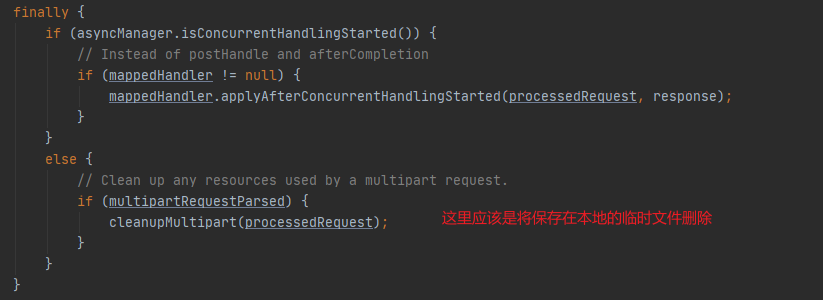 finally {
if (asyncManager.isConcurrentHandlingStarted()) {
// Instead of postHandle and afterCompletion
if (mappedHandler != null) {
mappedHandler.applyAfterConcurrentHandlingStarted(processedRequest, response);
}
}
else {
// Clean up any resources used by a multipart request.
if (multipartRequestParsed) {
cleanupMultipart(processedRequest); 这里应该是将保存在本地的临时文件删除
}
}
}